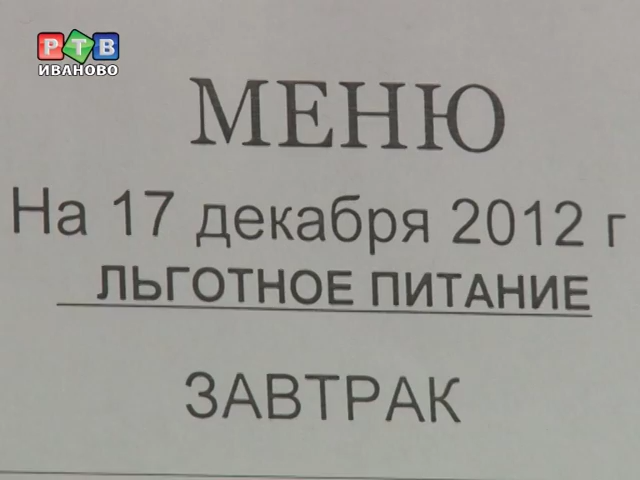 РТВ
ИВАНОВО
МЕНЮ
На 17 декабря 2012 г
ЛЬГОТНОЕ ПИТАНИЕ
ЗАВТРАК